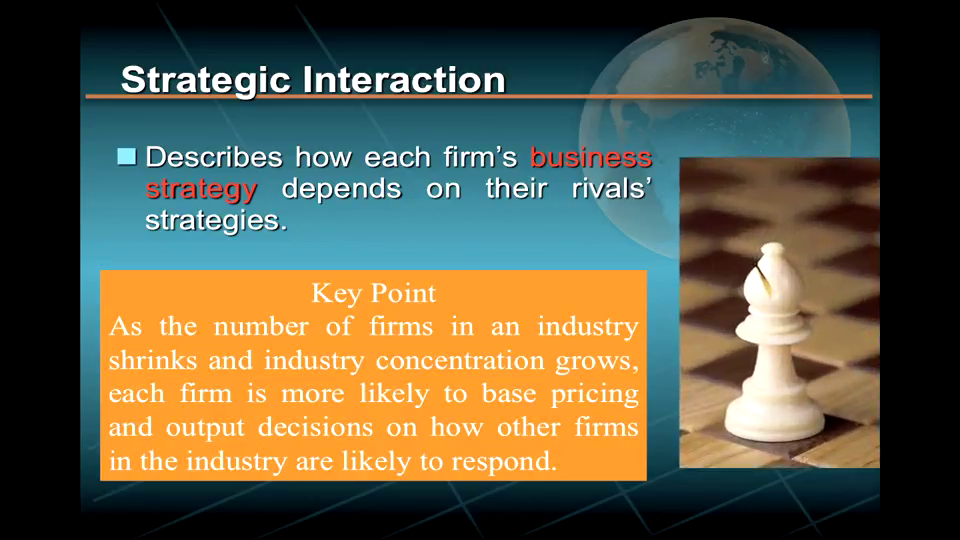 Strategic Interaction
Describes how each firm's business
strategy depends on their rivals'
strategies.
Key Point
As the number of firms in an industry
shrinks and industry concentration grows,
each firm is more likely to base pricing
and output decisions on how other firms
in the industry are likely to respond.